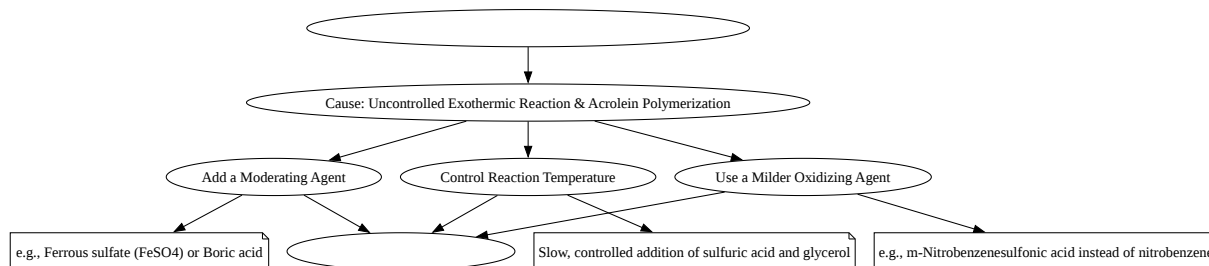 Cause: Uncontrolled Exothermic Reaction & Acrolein Polymerization
Add a Moderating Agent
Control Reaction Temperature
Use a Milder Oxidizing Agent
e.g., Ferrous sulfate (FeSO4) or Boric acid
Slow, controlled addition of sulfuric acid and glycerol
e.g., m-Nitrobenzenesulfonic acid instead of nitrobenzene